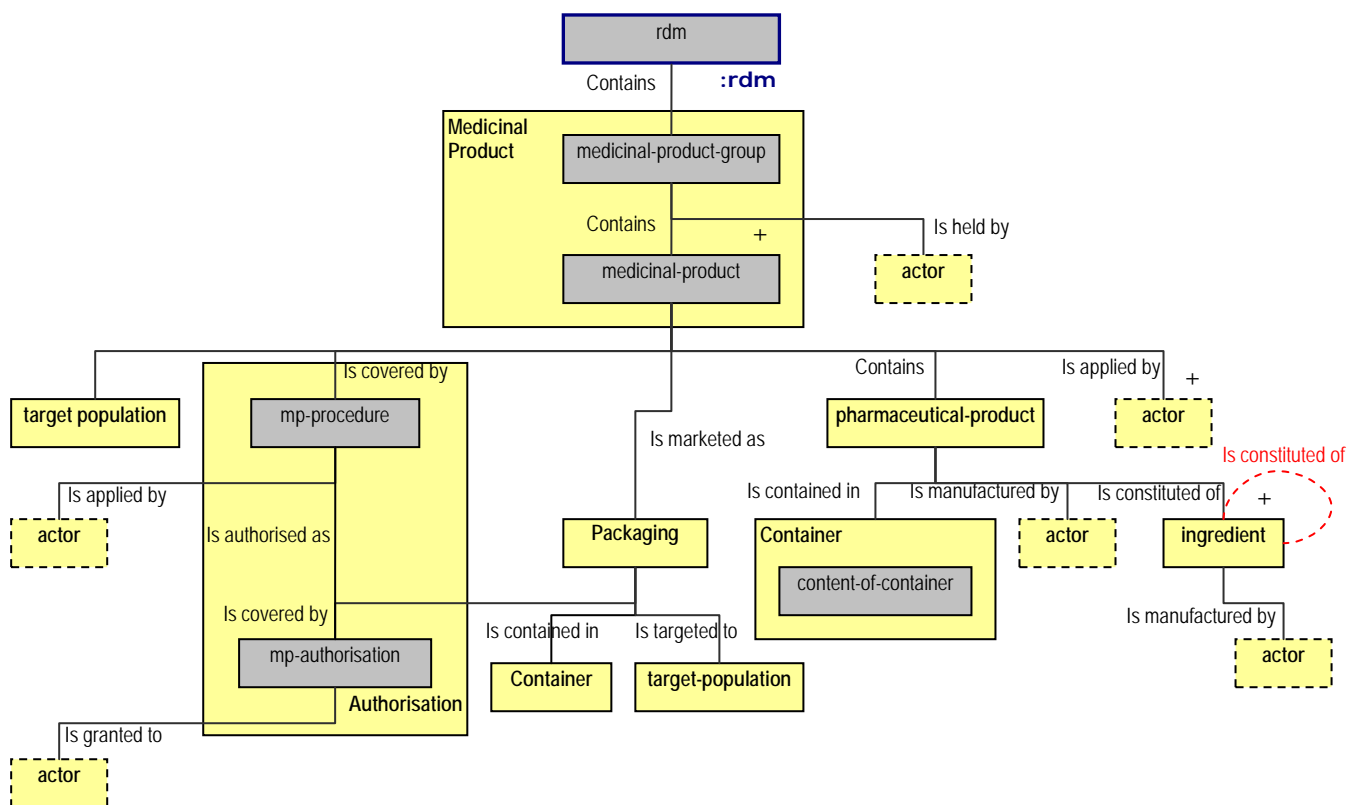 rdm
Contains
:rdm
Medicinal
Product
medicinal-product-group
Contains
+
Is held by
medicinal-product
actor
Is covered by
Contains
Is applied by
+
target population
mp-procedure
pharmaceutical-product
actor
Is marketed as
Is constituted of
Is applied by
Is contained in
Is manufactured by
Is constituted of
+
actor
Is authorised as
Packaging
Container
actor
ingredient
content-of-container
Is covered by
Is contained in
Is targeted to
Is manufactured by
mp-authorisation
Container
target-population
actor
Authorisation
Is granted to
actor